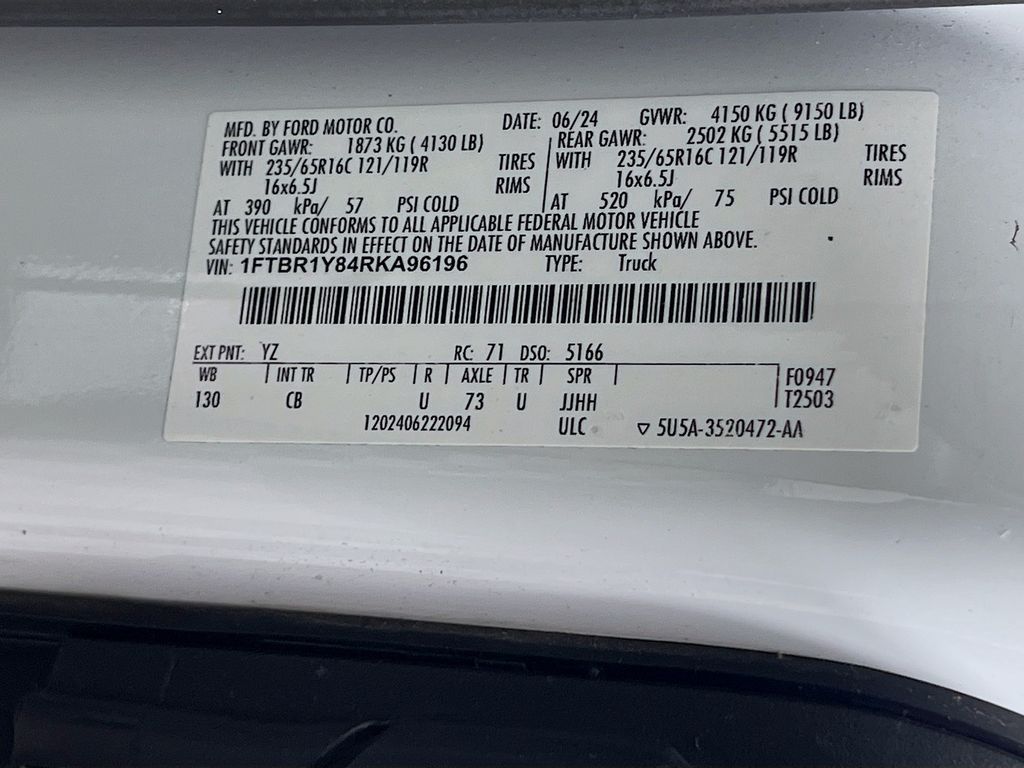 MFD. BY FORD MOTOR CO. DATE: 06/24 GVWR: 4150 KG ( 9150 LB)
FRONT GAWR: 1873 KG ( 4130 LB) REAR GAWR: 2502 KG ( 5515 LB)
WITH 235/65R16C 121/119R TIRES WITH 235/65R16C 121/119R TIRES
16x6.5J RIMS 16x6.5J RIMS
AT 390 kPa/ 57 PSI COLD AT 520 kPa/ 75 PSI COLD
THIS VEHICLE CONFORMS TO ALL APPLICABLE FEDERAL MOTOR VEHICLE
SAFETY STANDARDS IN EFFECT ON THE DATE OF MANUFACTURE SHOWN ABOVE.
VIN: 1FTBR1Y84RKA96196 TYPE: Truck
EXT PNT: YZ RC: 71 DSO: 5166
WB INT TR TP/PS R AXLE TR SPR F0947
130 CB U 73 U JJHH T2503
1202406222094 ULC ▽ 5U5A-3520472-AA